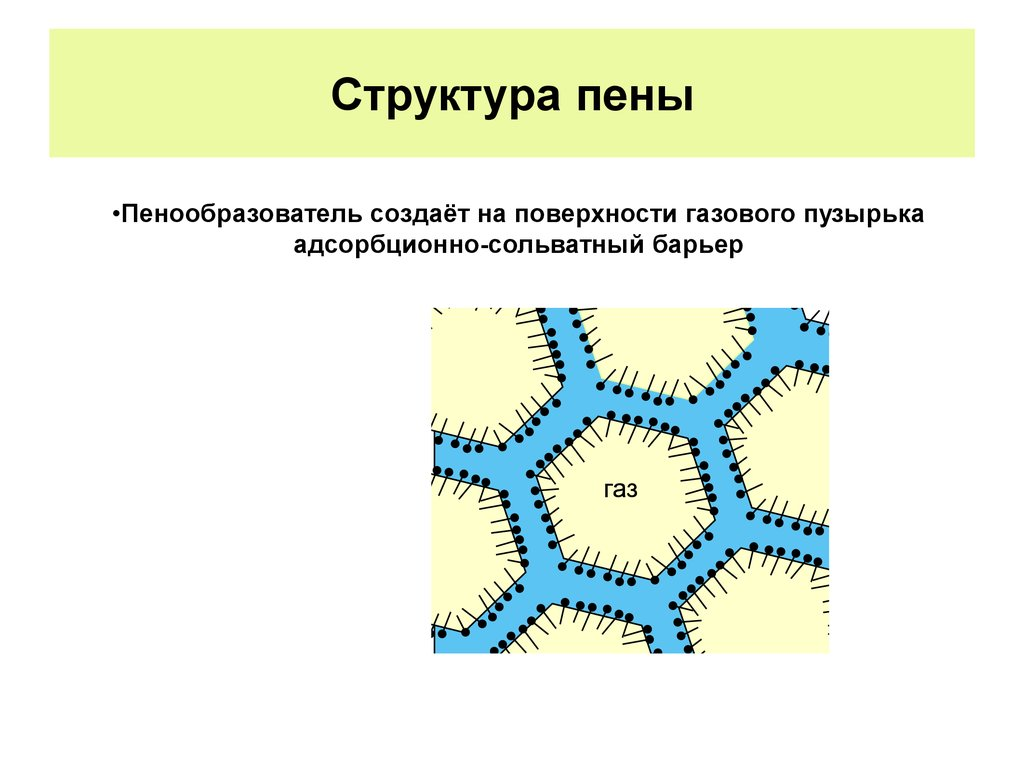 Структура пены
•Пенообразователь создаёт на поверхности газового пузырька
адсорбционно-сольватный барьер
газ